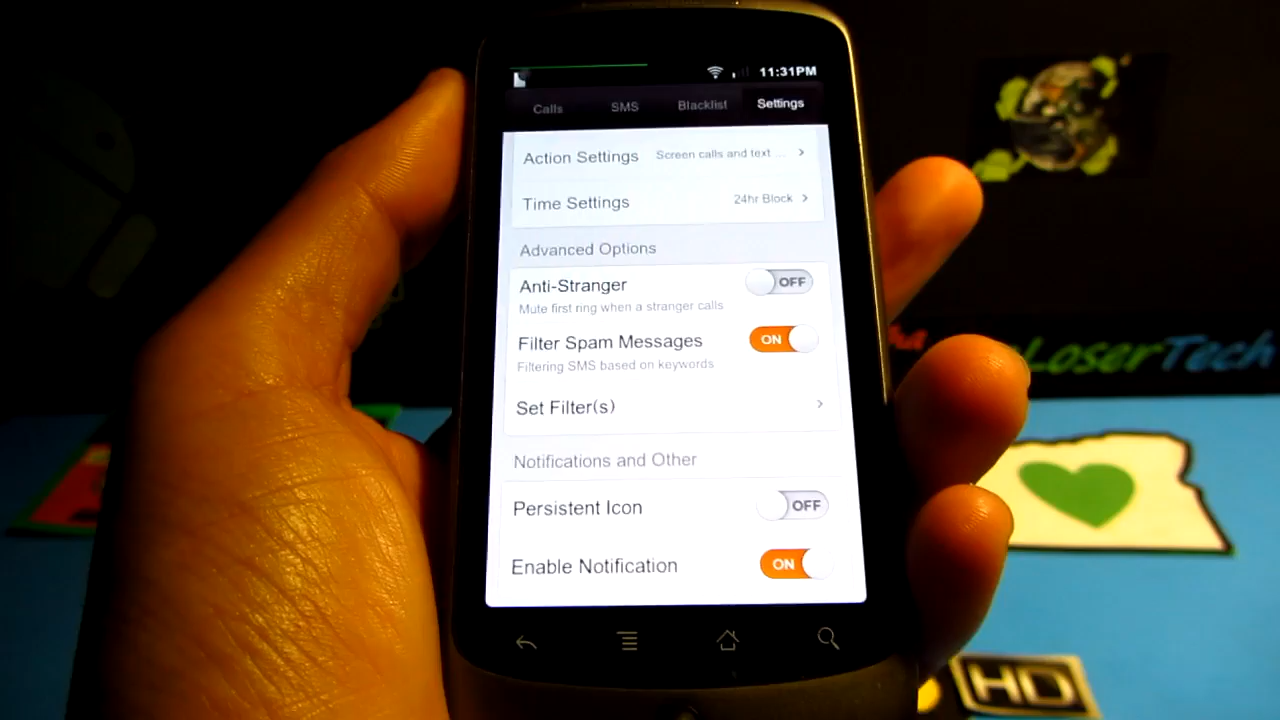 11:31PM
Calls SMS Blacklist Settings
Action Settings Screen calls and text ...
Time Settings 24hr Block
Advanced Options
Anti-Stranger OFF
Mute first ring when a stranger calls
Filter Spam Messages ON
Filtering SMS based on keywords
Set Filter(s)
Notifications and Other
Persistent Icon OFF
Enable Notification ON
LoserTech
HD